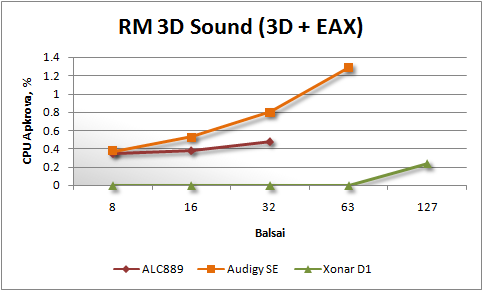 RM 3D Sound (3D + EAX)
CPU Apkrova, %
1.4
1.2
1
0.8
0.6
0.4
0.2
0
8 16 32 63 127
Balsai
ALC889 Audigy SE Xonar D1